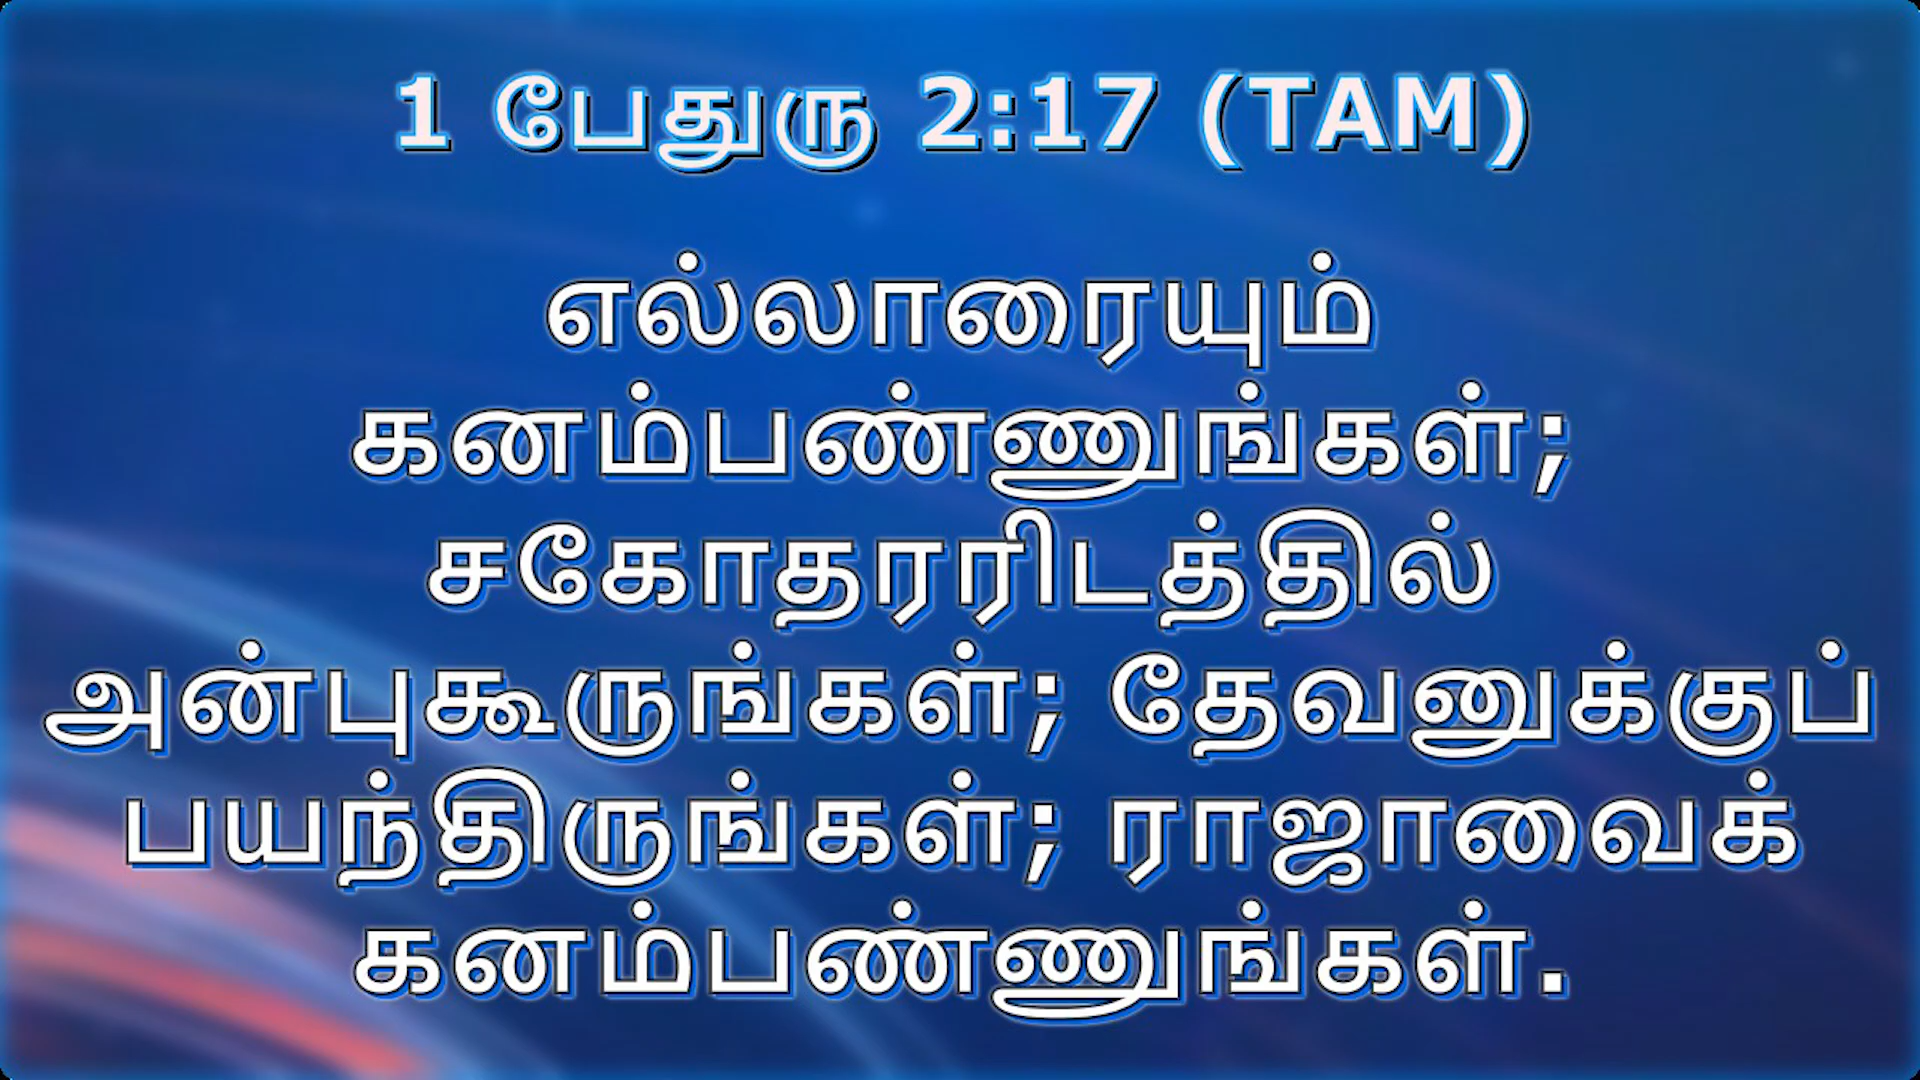 1 பேதுரு 2:17 (TAM)
எல்லாரையும்
கனம்பண்ணுங்கள்;
சகோதரரிடத்தில்
அன்புகூருங்கள்; தேவனுக்குப்
பயந்திருங்கள்; ராஜாவைக்
கனம்பண்ணுங்கள்.